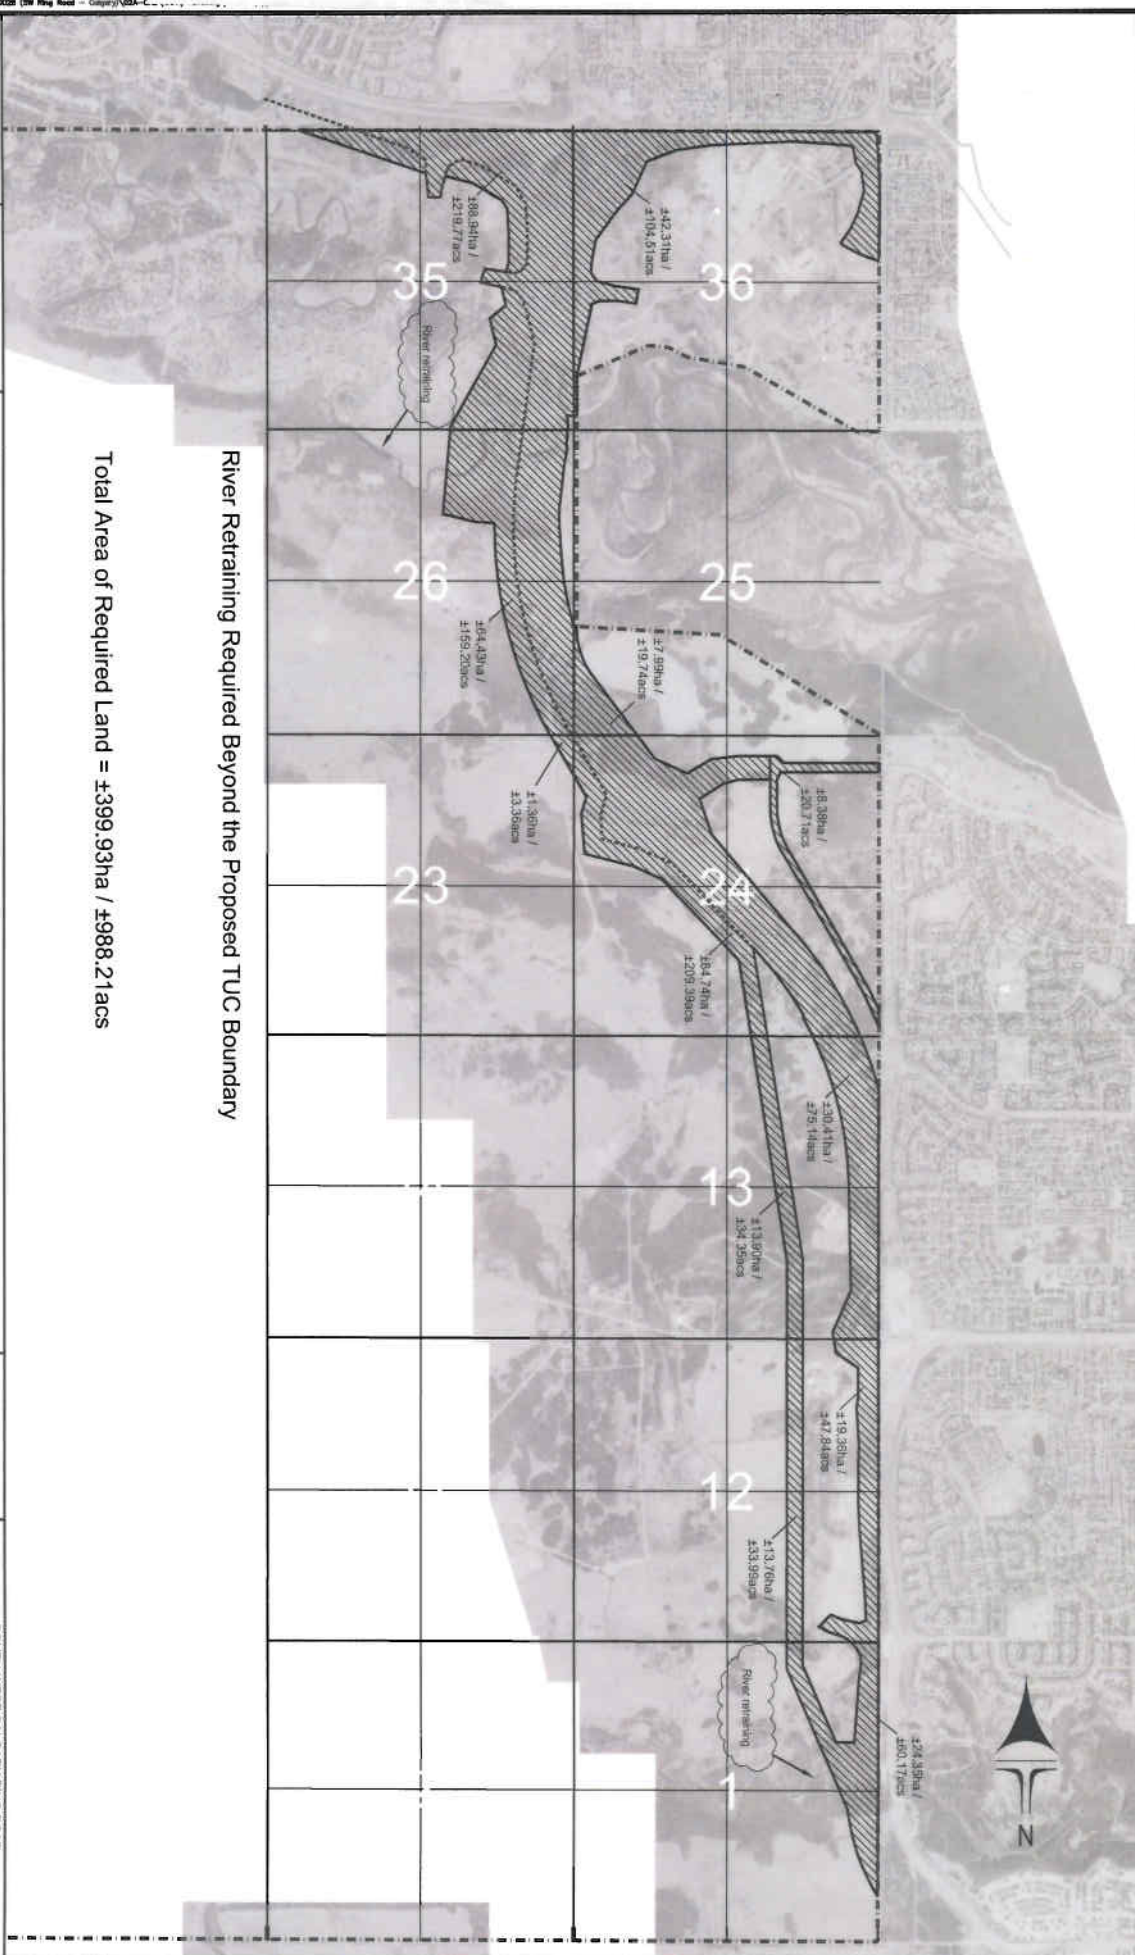 36
±42.31ha /
±104.51acs
35
±88.94ha /
±219.77acs
River retraining
25
26
±7.99ha /
±19.74acs
±64.43ha /
±159.20acs
±8.38ha /
±20.71acs
±1.36ha /
±3.36acs
24
23
±84.74ha /
±209.39acs
±30.41ha /
±75.14acs
13
±13.90ha /
±34.35acs
±19.36ha /
±47.84acs
12
±13.76ha /
±33.99acs
River retraining
±24.35ha /
±60.17acs
1
N
River Retraining Required Beyond the Proposed TUC Boundary
Total Area of Required Land = ±399.93ha / ±988.21acs